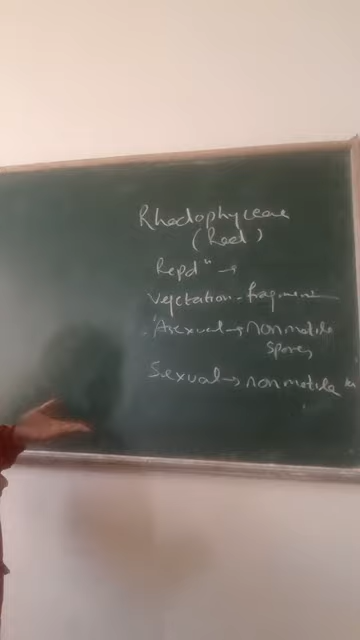 Rhodophyceae
(Red)
Repdⁿ →
Vegetation - fragment
Asexual → non motile
spores
Sexual → non motile